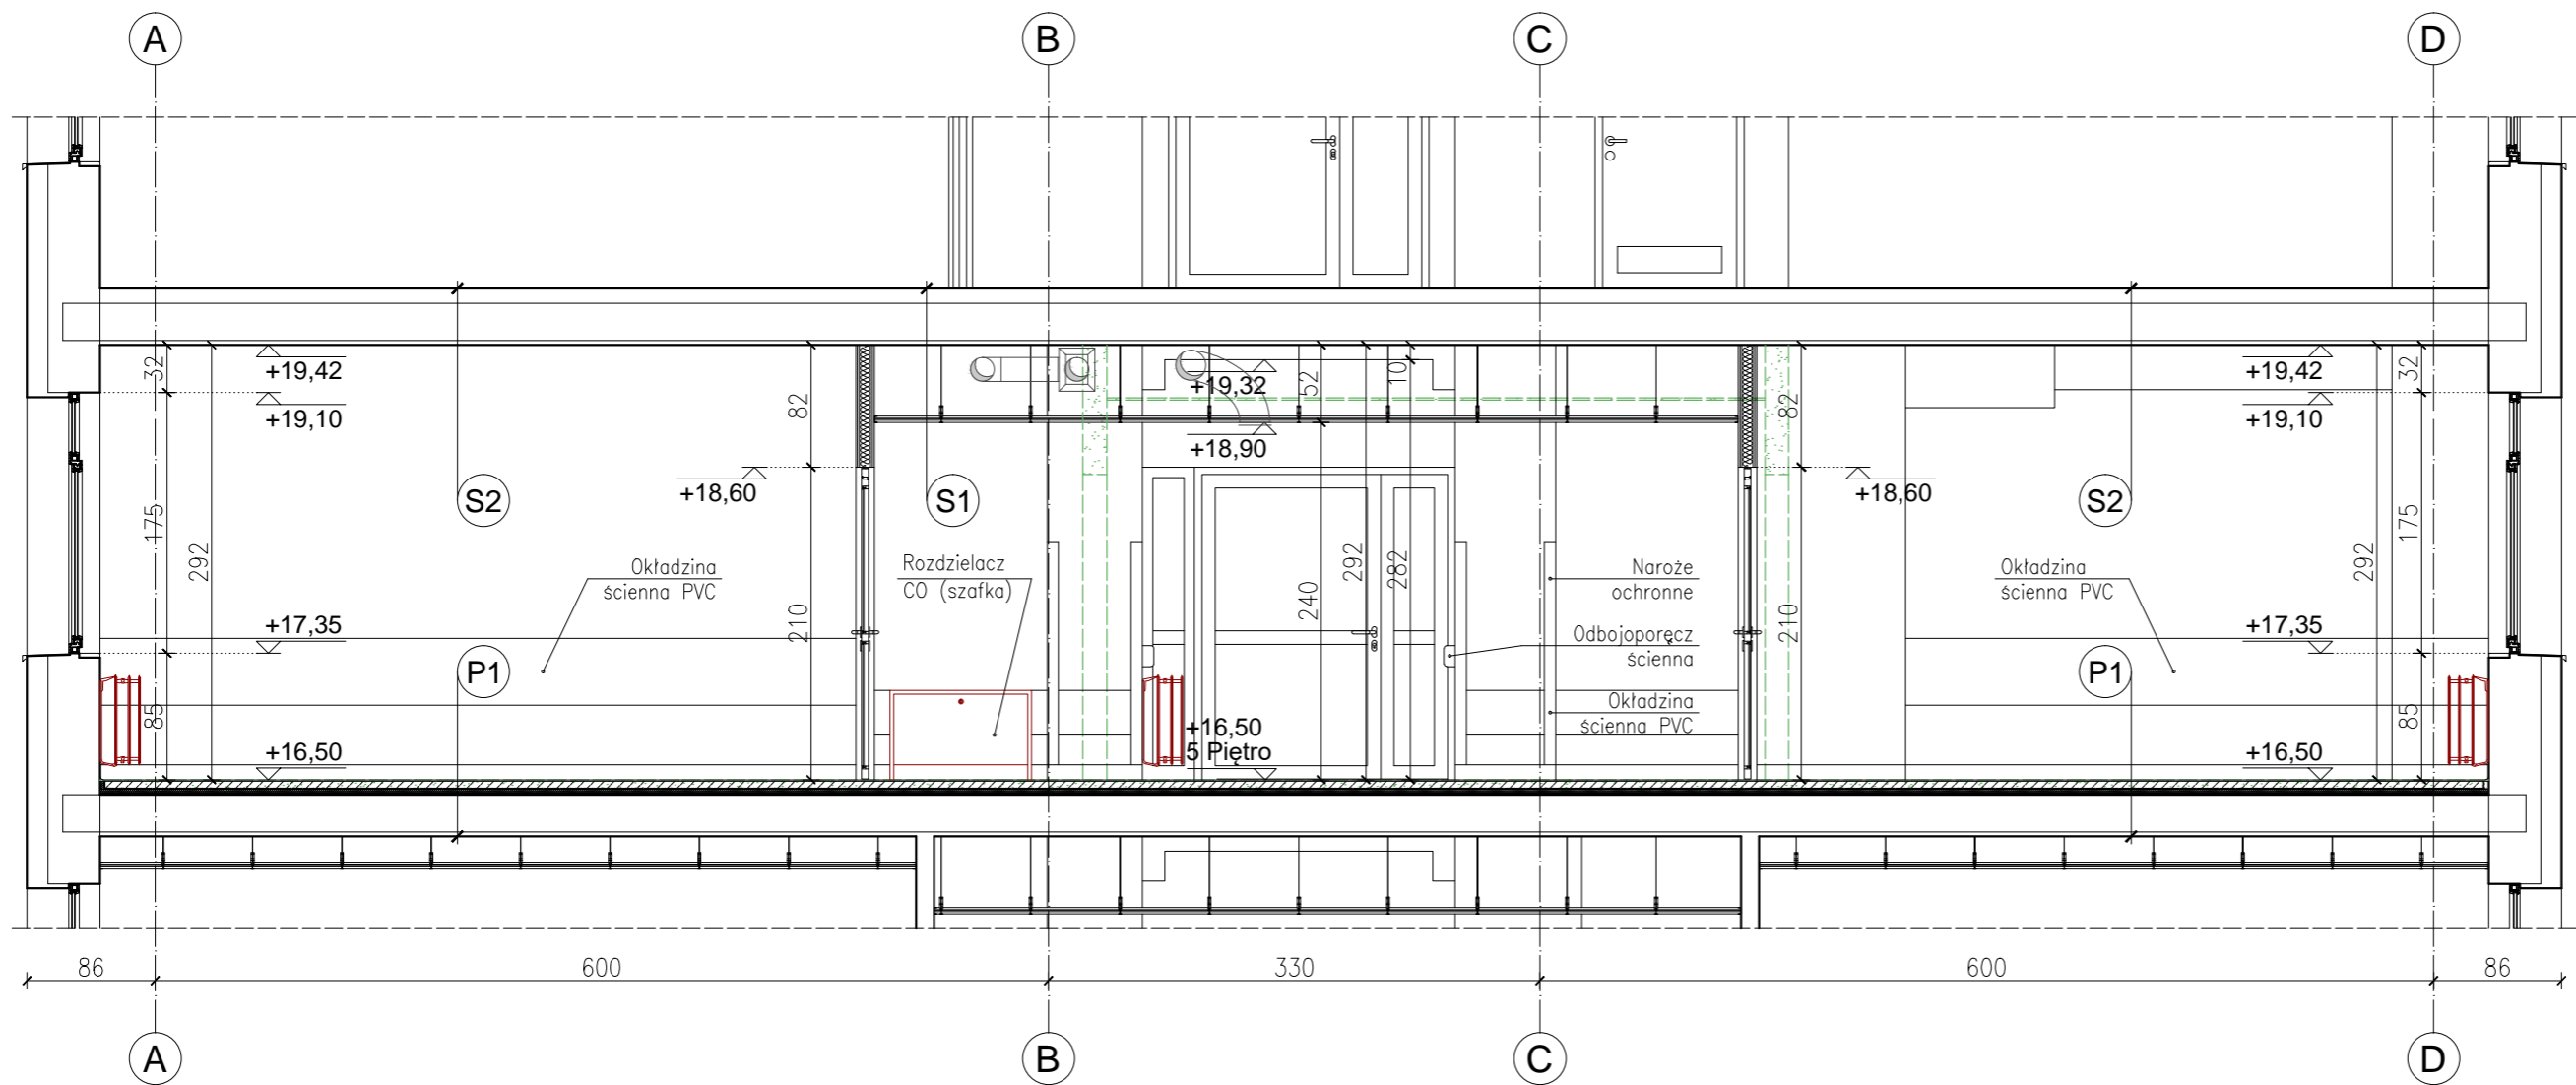 A
B
C
D
32
+19,42
+19,10
82
+19,32
52
10
+18,90
82
+19,42
+19,10
32
+18,60
+18,60
S2
S1
S2
175
292
Okładzina
ścienna PVC
Rozdzielacz
CO (szafka)
210
240
292
282
Naroże
ochronne
Odbojoporęcz
ścienna
Okładzina
ścienna PVC
210
Okładzina
ścienna PVC
292
175
+17,35
+17,35
P1
P1
85
+16,50
+16,50
5 Piętro
+16,50
85
86
600
330
600
86
A
B
C
D